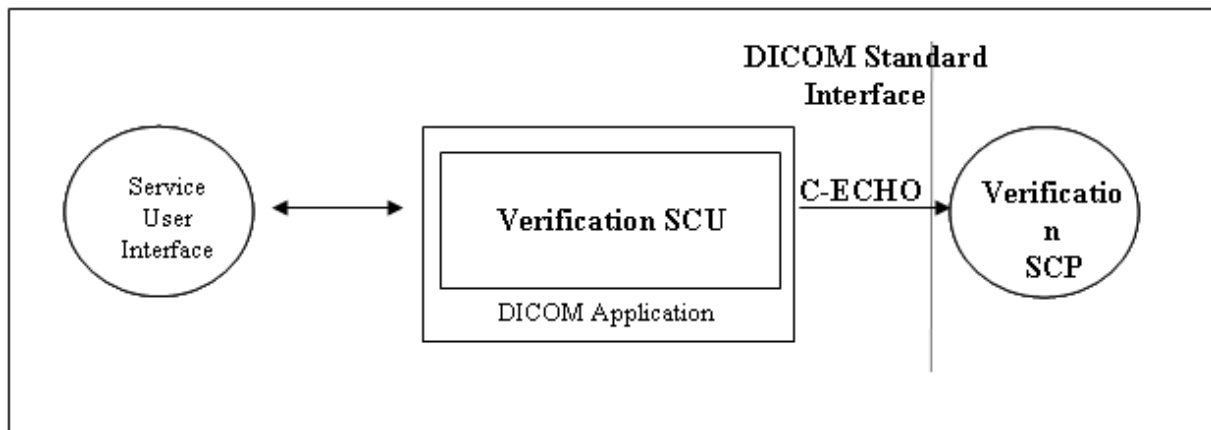 DICOM Standard
Interface
Service
User
Interface
Verification SCU
DICOM Application
C-ECHO
Verificatio
n
SCP